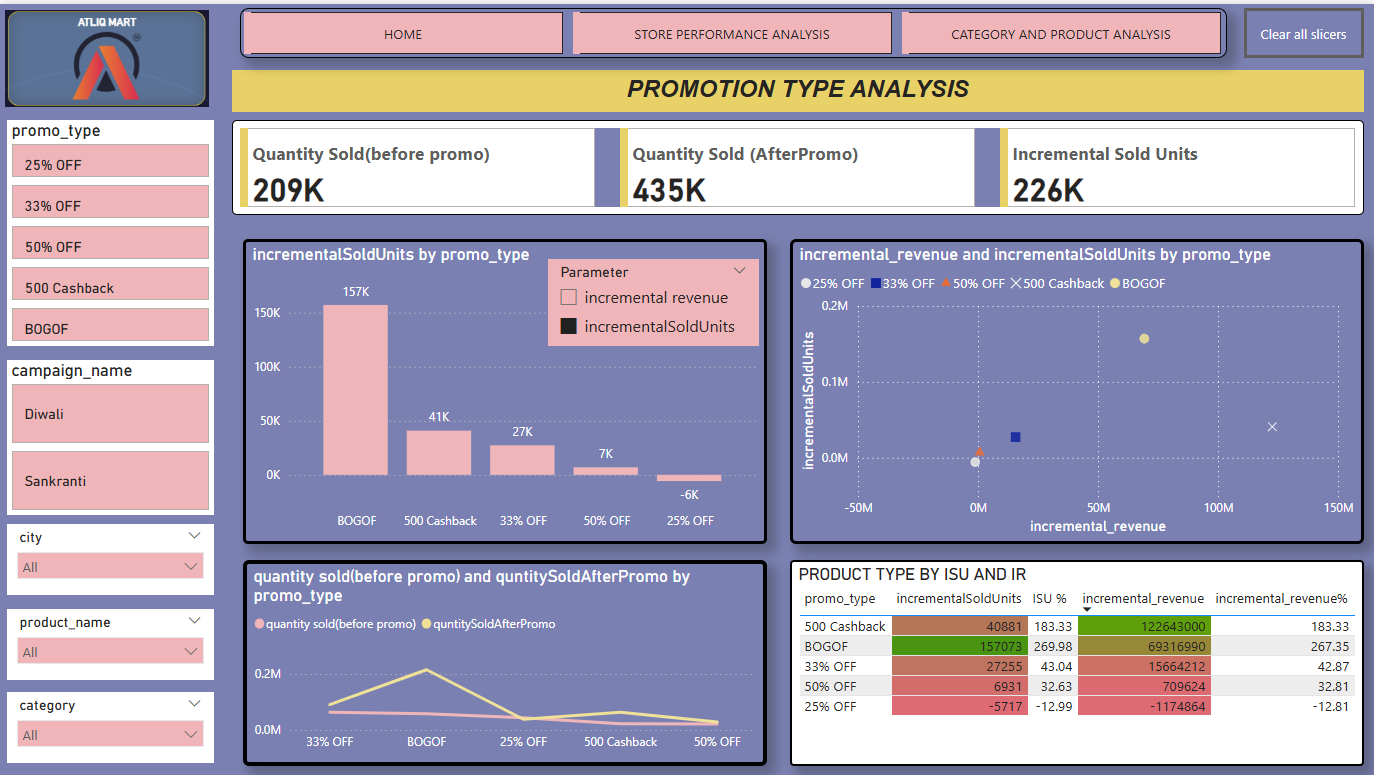 ATLIQ MART
®
HOME
STORE PERFORMANCE ANALYSIS
CATEGORY AND PRODUCT ANALYSIS
Clear all slicers
PROMOTION TYPE ANALYSIS
promo_type
25% OFF
33% OFF
50% OFF
500 Cashback
BOGOF
campaign_name
Diwali
Sankranti
city
All
product_name
All
category
All
Quantity Sold(before promo)
209K
Quantity Sold (AfterPromo)
435K
Incremental Sold Units
226K
incrementalSoldUnits by promo_type
Parameter
incremental revenue
incrementalSoldUnits
150K
100K
50K
0K
157K
41K
27K
7K
-6K
BOGOF 500 Cashback 33% OFF 50% OFF 25% OFF
incremental_revenue and incrementalSoldUnits by promo_type
25% OFF 33% OFF 50% OFF 500 Cashback BOGOF
incrementalSoldUnits
0.2M
0.1M
0.0M
-50M 0M 50M 100M 150M
incremental_revenue
quantity sold(before promo) and quntitySoldAfterPromo by
promo_type
quantity sold(before promo) quntitySoldAfterPromo
0.2M
0.0M
33% OFF BOGOF 25% OFF 500 Cashback 50% OFF
PRODUCT TYPE BY ISU AND IR
promo_type incrementalSoldUnits ISU % incremental_revenue incremental_revenue%
500 Cashback 40881 183.33 122643000 183.33
BOGOF 157073 269.98 69316990 267.35
33% OFF 27255 43.04 15664212 42.87
50% OFF 6931 32.63 709624 32.81
25% OFF -5717 -12.99 -1174864 -12.81